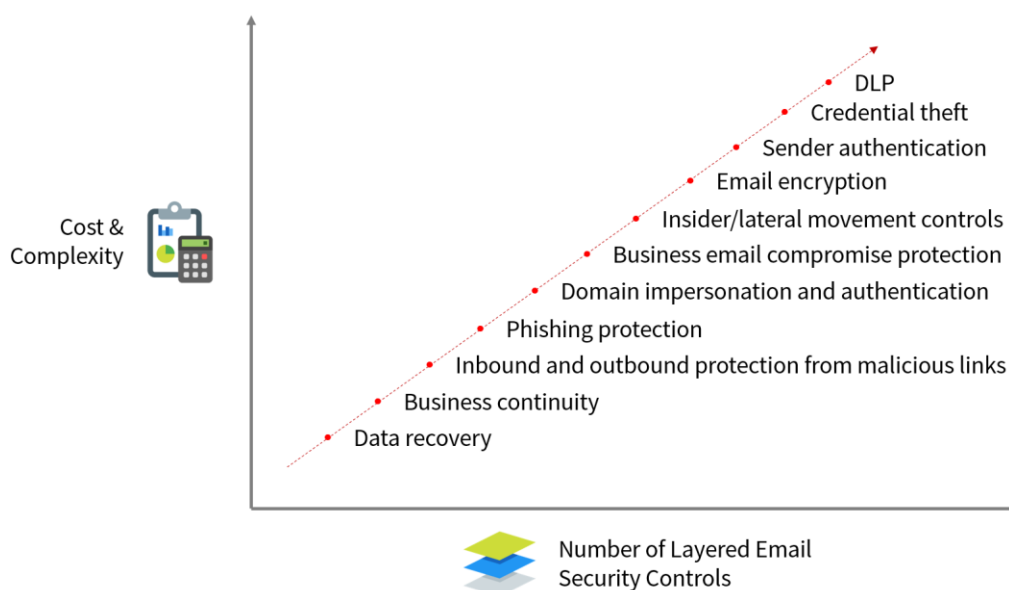 DLP
Credential theft
Sender authentication
Email encryption
Insider/lateral movement controls
Cost &
Complexity
Business email compromise protection
Domain impersonation and authentication
Phishing protection
Inbound and outbound protection from malicious links
Business continuity
Data recovery
Number of Layered Email
Security Controls